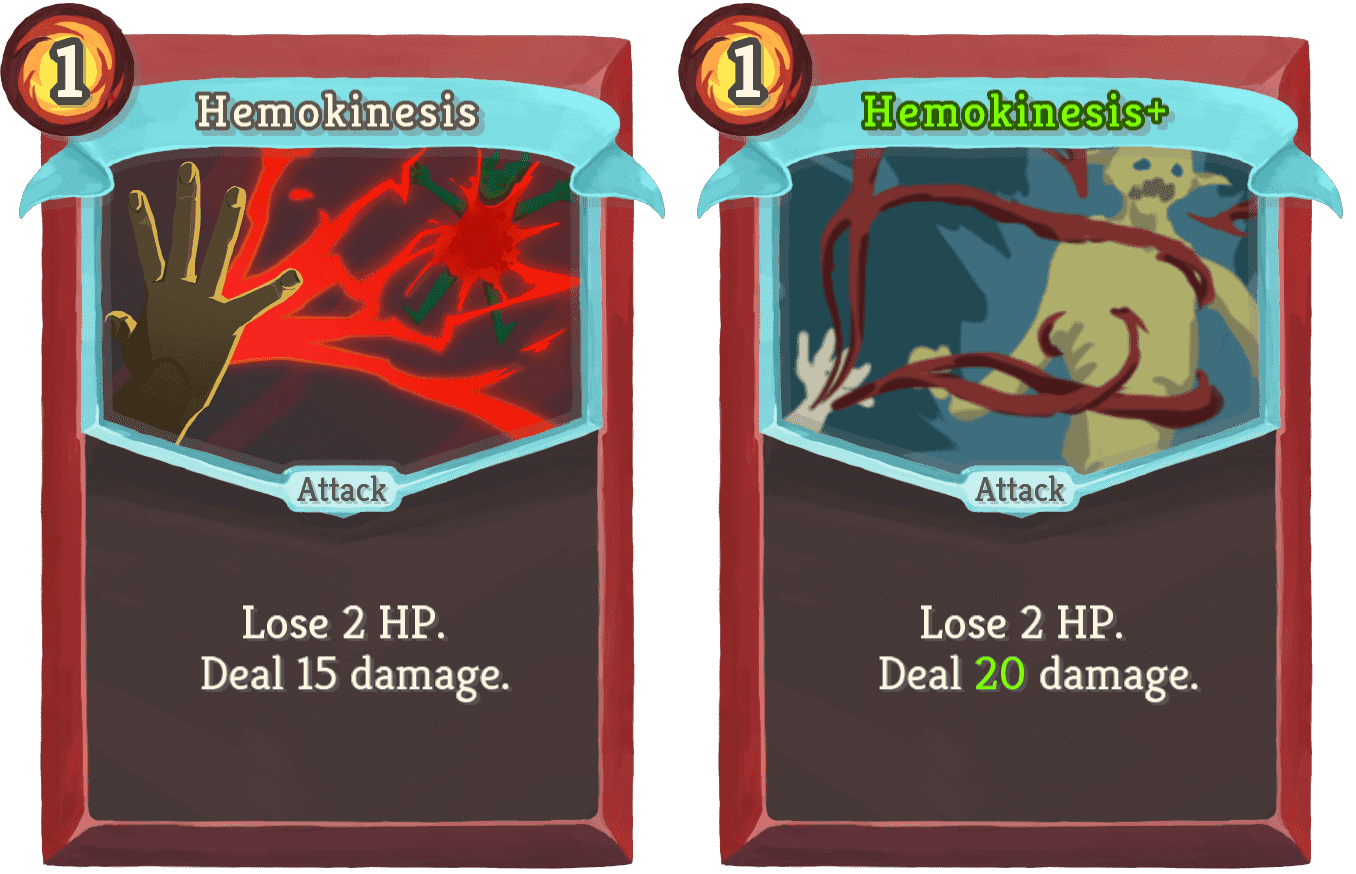 1
Hemokinesis
Attack
Lose 2 HP.
Deal 15 damage.
1
Hemokinesis+
Attack
Lose 2 HP.
Deal 20 damage.